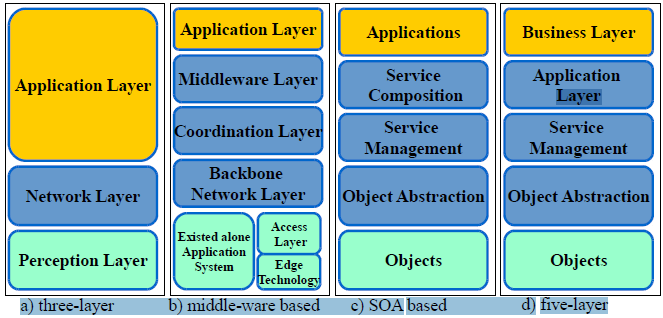 Application Layer
Network Layer
Perception Layer
Application Layer
Middleware Layer
Coordination Layer
Backbone
Network Layer
Existed alone
Application
System
Access
Layer
Edge
Technology
Applications
Service
Composition
Service
Management
Object Abstraction
Objects
Business Layer
Application
Layer
Service
Management
Object Abstraction
Objects
a) three-layer
b) middle-ware based
c) SOA based
d) five-layer